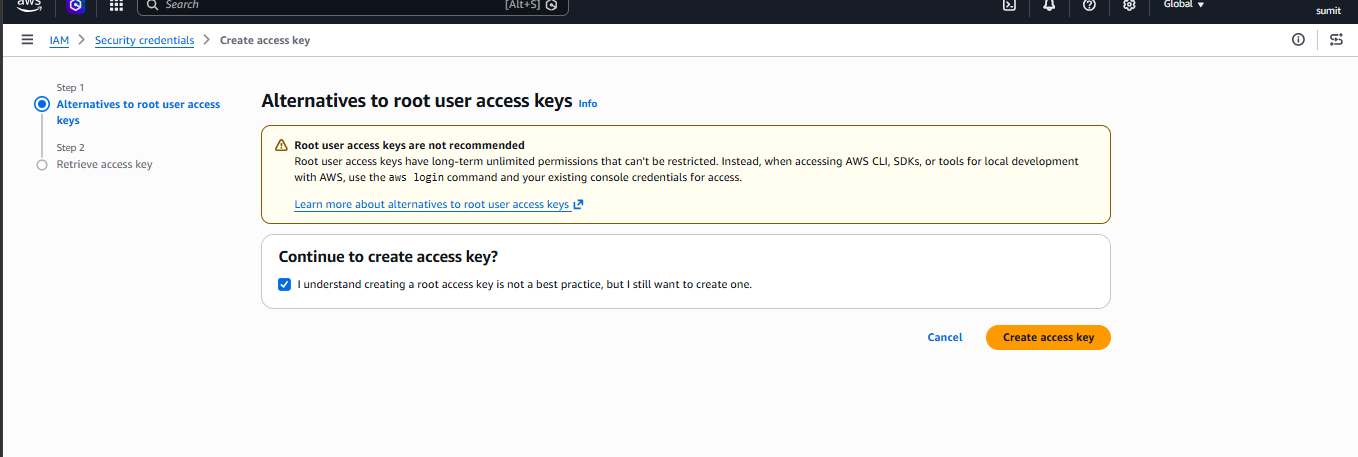 aws
Search
[Alt+S]
Global
sumit
IAM
Security credentials
Create access key
Step 1
Alternatives to root user access
keys
Step 2
Retrieve access key
Alternatives to root user access keys Info
Root user access keys are not recommended
Root user access keys have long-term unlimited permissions that can't be restricted. Instead, when accessing AWS CLI, SDKs, or tools for local development
with AWS, use the aws login command and your existing console credentials for access.
Learn more about alternatives to root user access keys
Continue to create access key?
I understand creating a root access key is not a best practice, but I still want to create one.
Cancel
Create access key